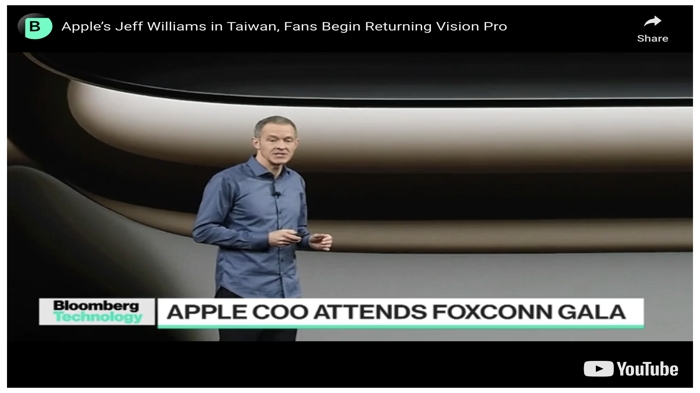 B
Apple's Jeff Williams in Taiwan, Fans Begin Returning Vision Pro
Share
Bloomberg
Technology
APPLE COO ATTENDS FOXCONN GALA
YouTube